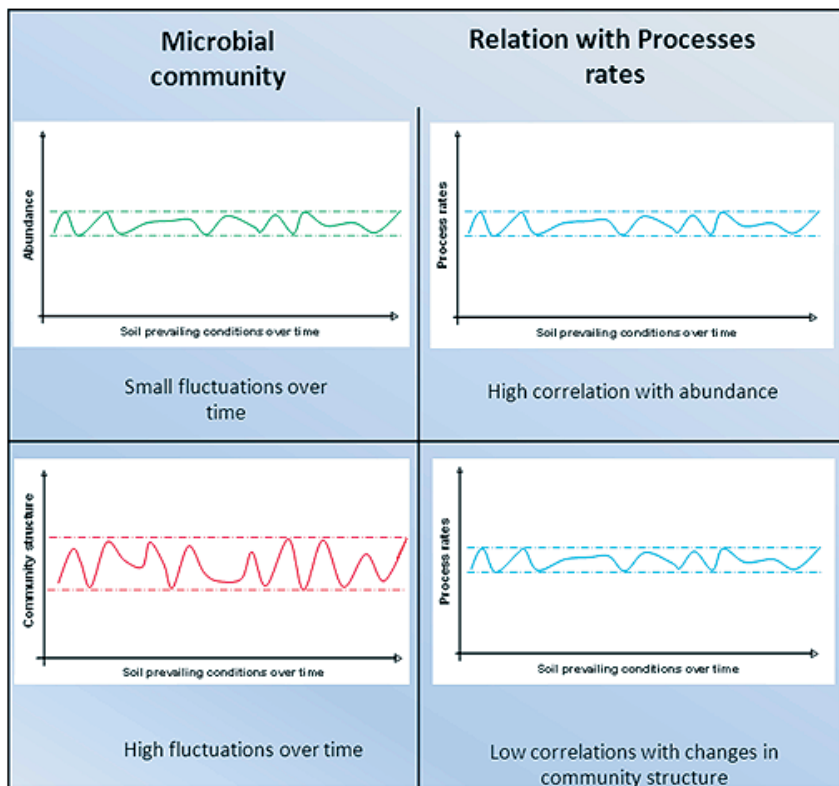 Microbial
community
Relation with Processes
rates
Abundance
Soil prevailing conditions over time
Small fluctuations over
time
Process rates
Soil prevailing conditions over time
High correlation with abundance
Community structure
Soil prevailing conditions over time
High fluctuations over time
Process rates
Soil prevailing conditions over time
Low correlations with changes in
community structure